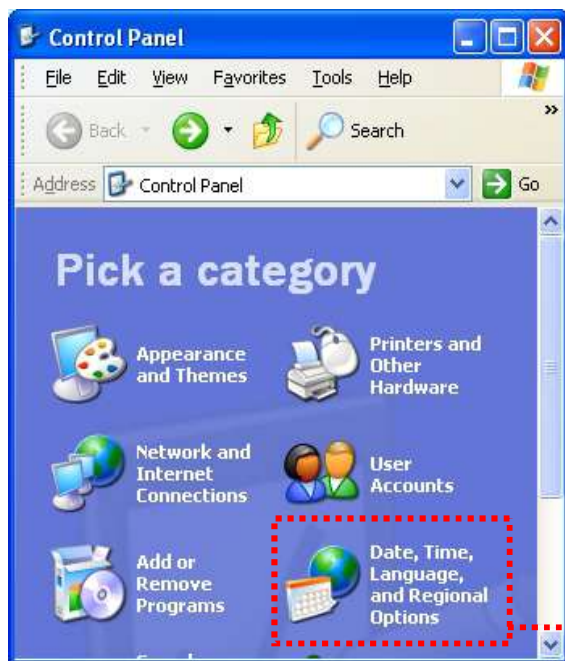 Control Panel
File Edit View Favorites Tools Help
Back Search »
Address Control Panel Go
Pick a category
Appearance
and Themes
Printers and
Other
Hardware
Network and
Internet
Connections
User
Accounts
Add or
Remove
Programs
Date, Time,
Language,
and Regional
Options